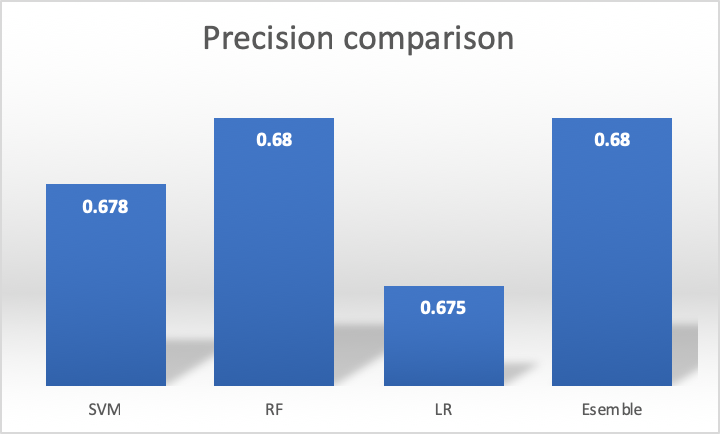 Precision comparison
0.678
0.68
0.675
0.68
SVM
RF
LR
Esemble